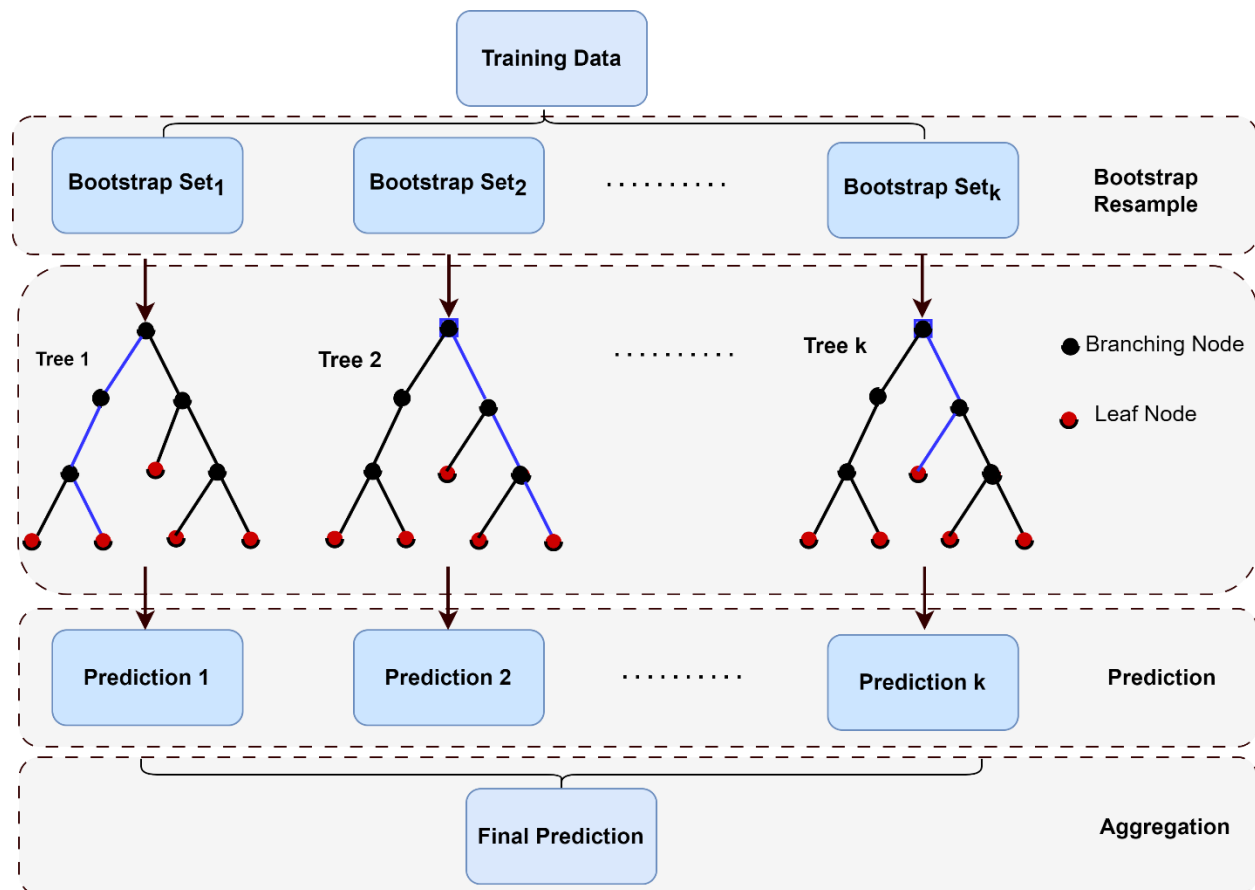 Training Data
Bootstrap Set1
Bootstrap Set2
. . . . . . . . . . .
Bootstrap Setk
Bootstrap
Resample
Tree 1
Tree 2
. . . . . . . . . . .
Tree k
Branching Node
Leaf Node
Prediction 1
Prediction 2
. . . . . . . . . . .
Prediction k
Prediction
Final Prediction
Aggregation